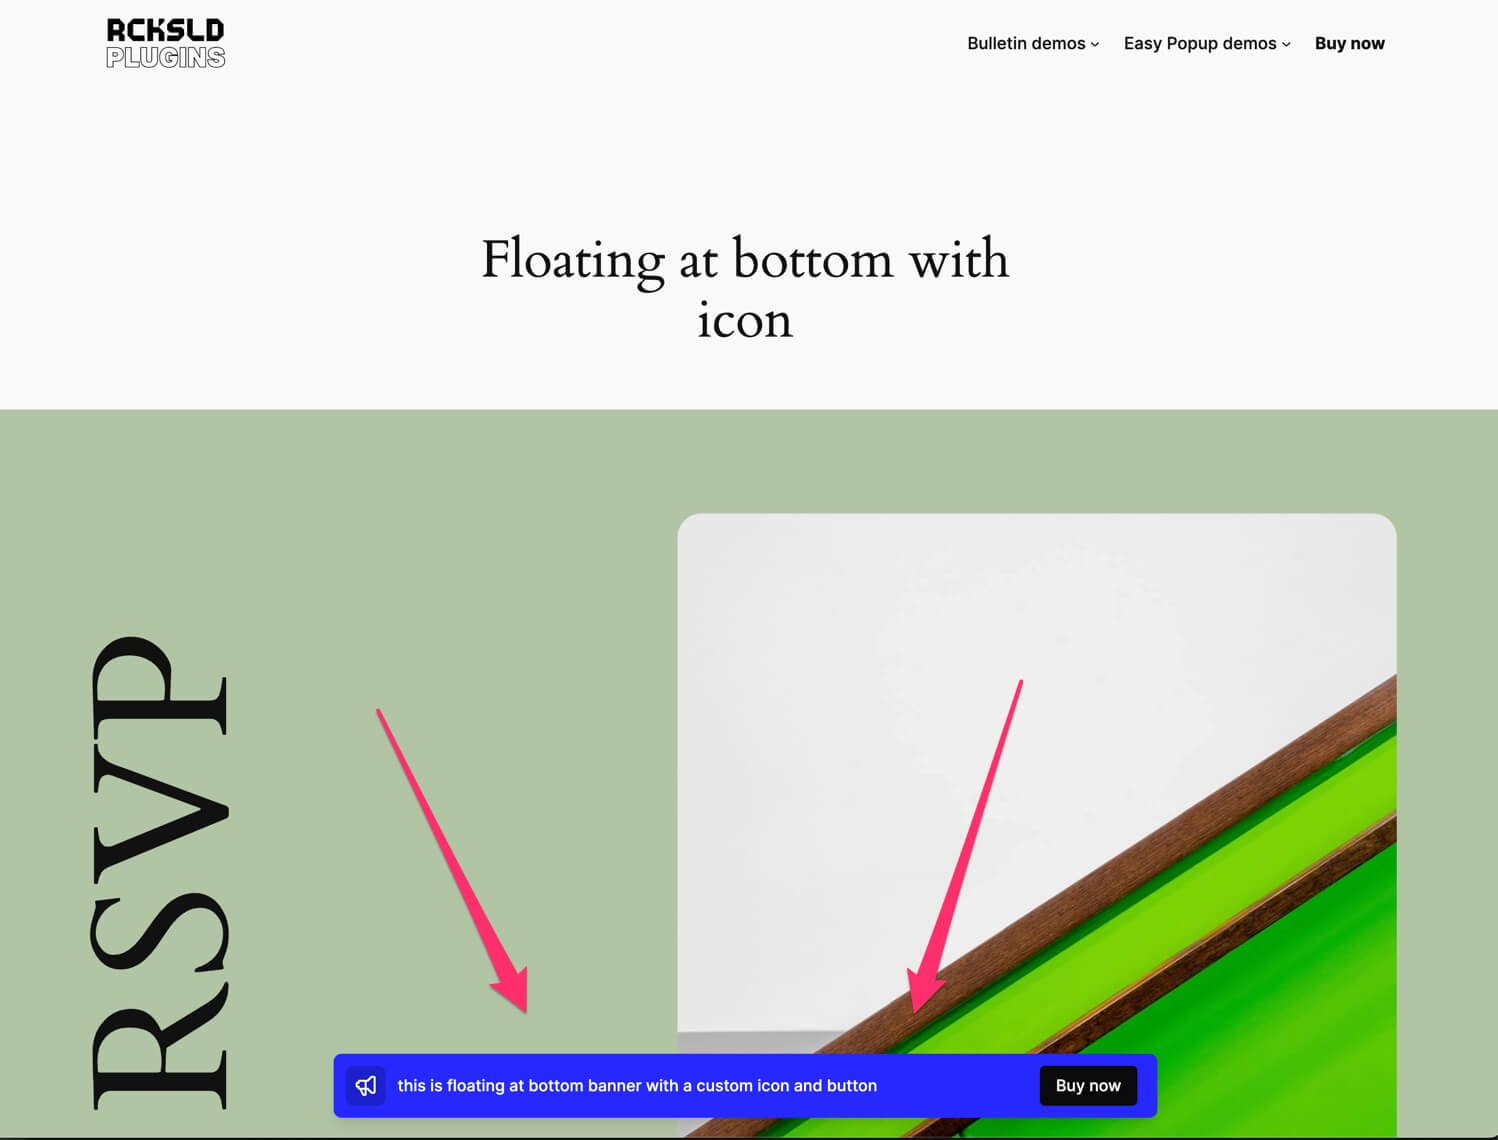 RCKSLD
PLUGINS
Bulletin demos
Easy Popup demos
Buy now
Floating at bottom with
icon
RSVP
this is floating at bottom banner with a custom icon and button
Buy now